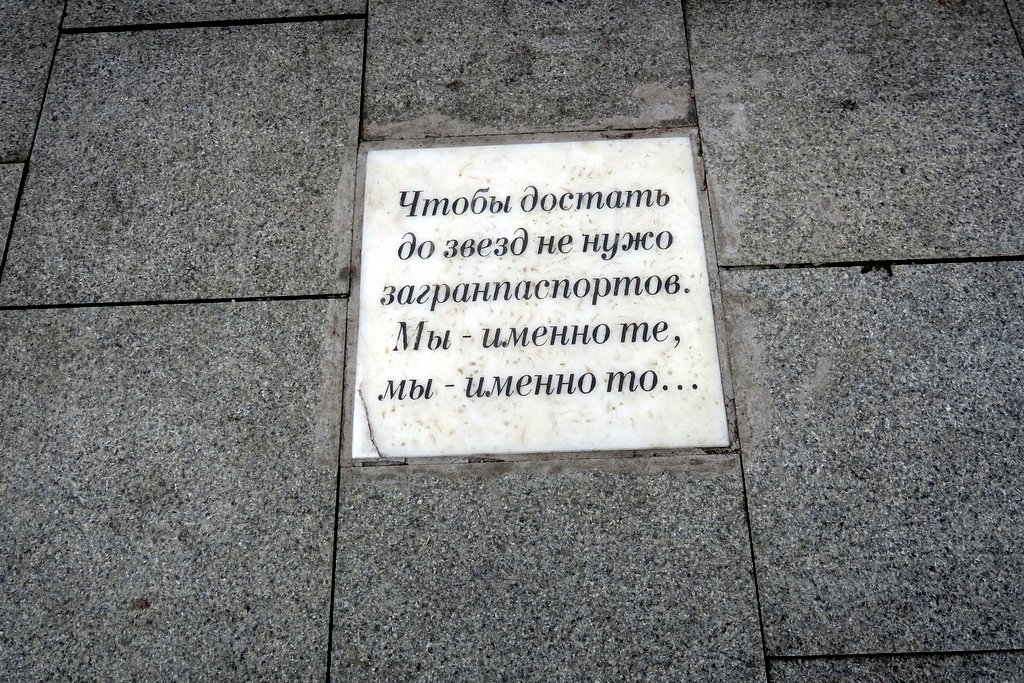 Чтобы достать
до звезд не нужо
загранпаспортов.
Мы - именно те,
мы - именно то...